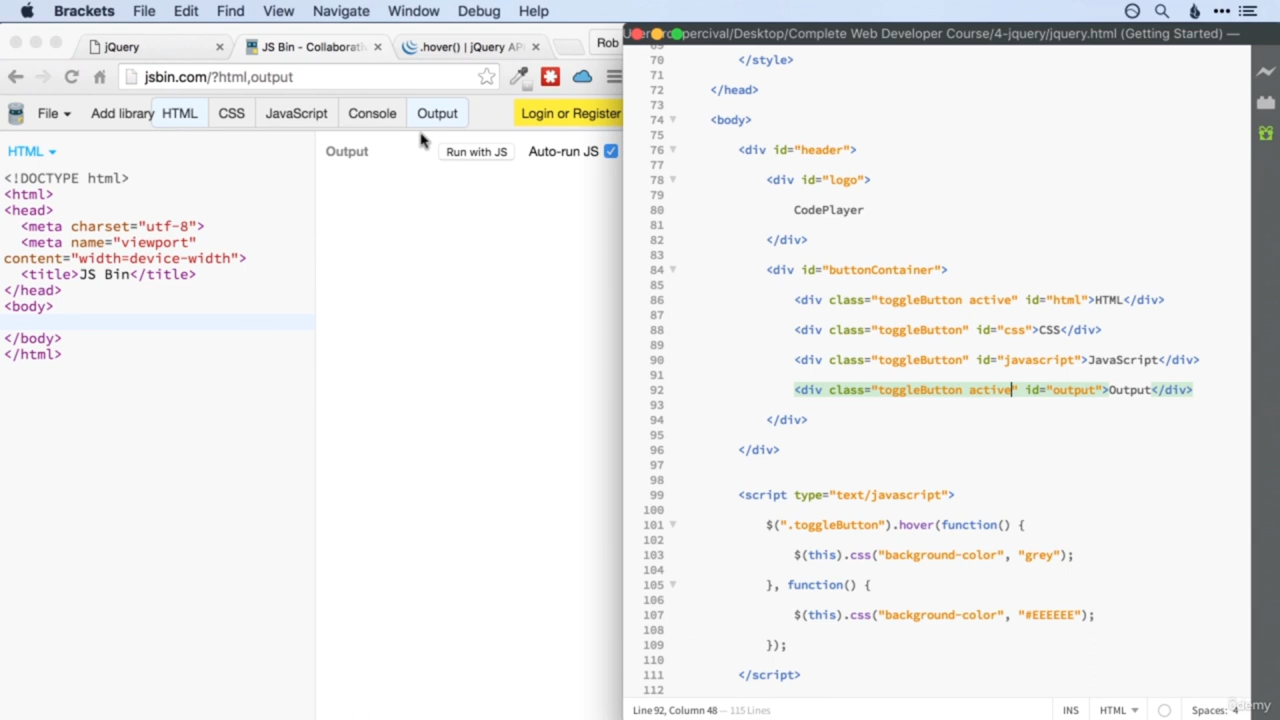 Brackets File Edit Find View Navigate Window Debug Help
jQuery
JS Bin - Collaborati
.hover() | jQuery AP
Rob
percival/Desktop/Complete Web Developer Course/4-jquery/jquery.html (Getting Started) —
jsbin.com/?html,output
File Add library HTML CSS JavaScript Console Output Login or Register
HTML
Output Run with JS Auto-run JS
<!DOCTYPE html>
<html>
<head>
<meta charset="utf-8">
<meta name="viewport"
content="width=device-width">
<title>JS Bin</title>
</head>
<body>
</body>
</html>
69
70 </style>
71
72 </head>
73
74 <body>
75
76 <div id="header">
77
78 <div id="logo">
79
80 CodePlayer
81
82 </div>
83
84 <div id="buttonContainer">
85
86 <div class="toggleButton active" id="html">HTML</div>
87
88 <div class="toggleButton" id="css">CSS</div>
89
90 <div class="toggleButton" id="javascript">JavaScript</div>
91
92 <div class="toggleButton active" id="output">Output</div>
93
94 </div>
95
96 </div>
97
98
99 <script type="text/javascript">
100
101 $(".toggleButton").hover(function() {
102
103 $(this).css("background-color", "grey");
104
105 }, function() {
106
107 $(this).css("background-color", "#EEEEEE");
108
109 });
110
111 </script>
112
Line 92, Column 48 — 115 Lines
INS HTML Spaces: 4
Udemy